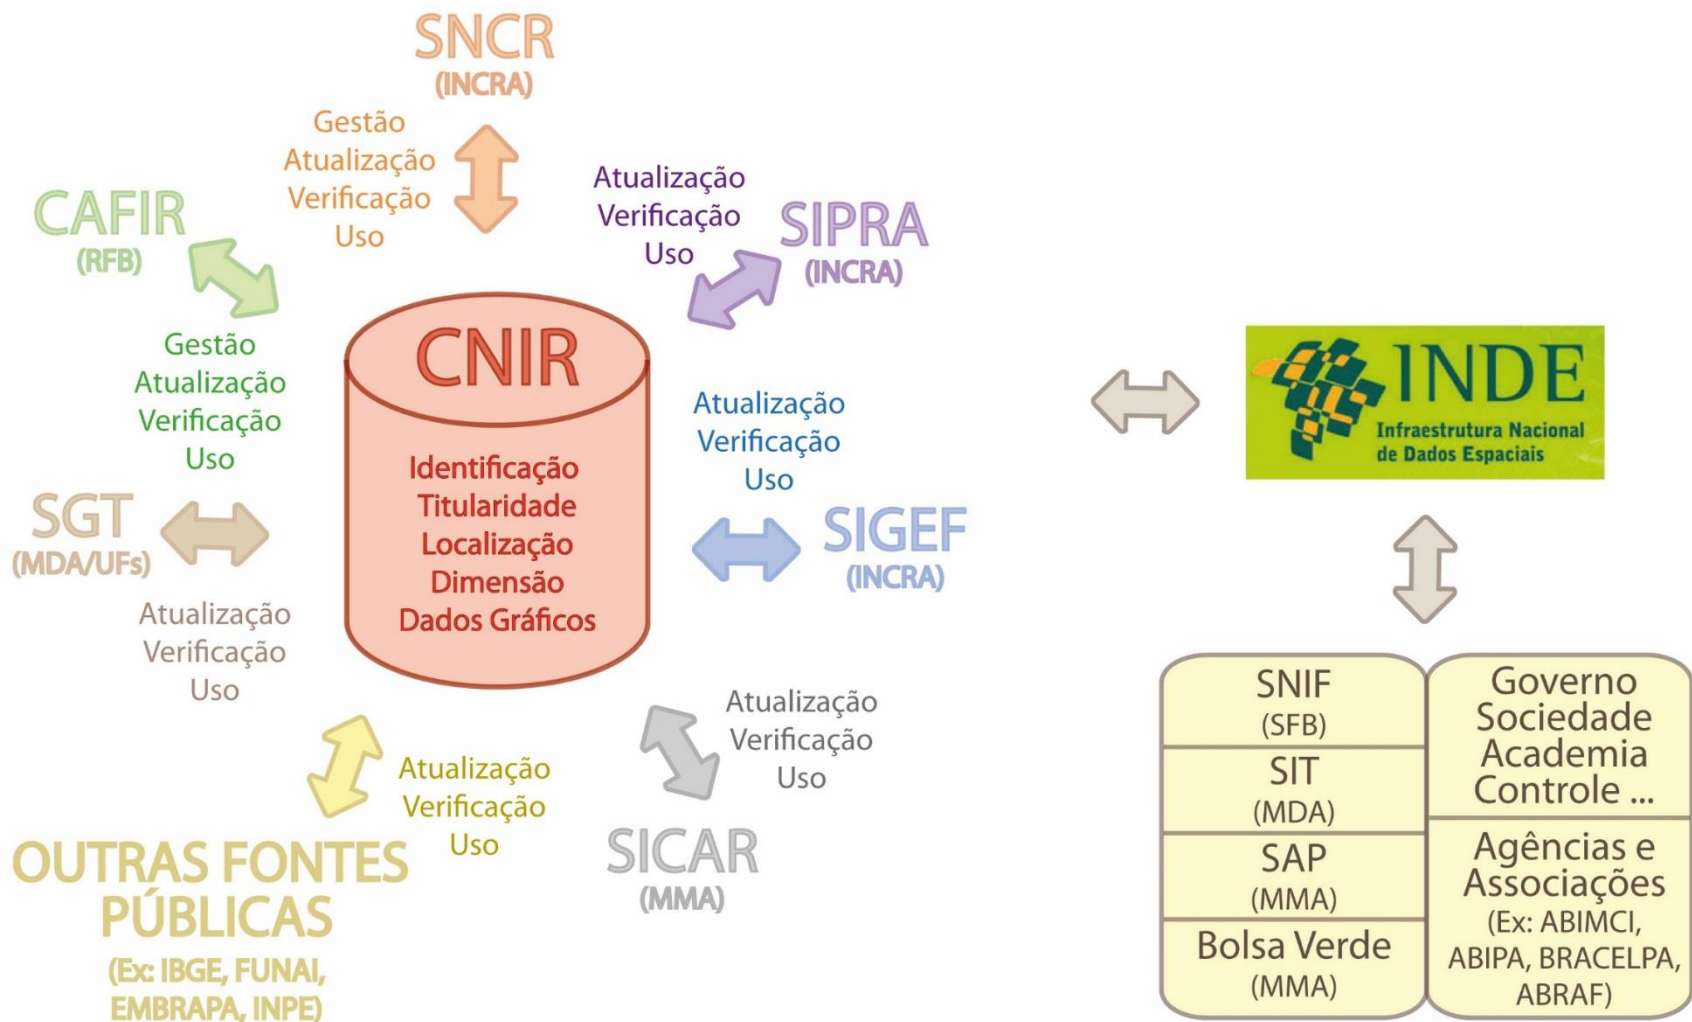 SNCR
(INCRA)
Gestão
Atualização
Verificação
Uso
Atualização
Verificação
Uso
SIPRA
(INCRA)
CAFIR
(RFB)
Gestão
Atualização
Verificação
Uso
CNIR
Identificação
Titularidade
Localização
Dimensão
Dados Gráficos
Atualização
Verificação
Uso
SIGEF
(INCRA)
SGT
(MDA/UFs)
Atualização
Verificação
Uso
Atualização
Verificação
Uso
SICAR
(MMA)
Atualização
Verificação
Uso
OUTRAS FONTES
PÚBLICAS
(Ex: IBGE, FUNAI,
EMBRAPA, INPE)
INDE
Infraestrutura Nacional
de Dados Espaciais
SNIF
(SFB)
SIT
(MDA)
SAP
(MMA)
Bolsa Verde
(MMA)
Governo
Sociedade
Academia
Controle ...
Agências e
Associações
(Ex: ABIMCI,
ABIPA, BRACELPA,
ABRAF)